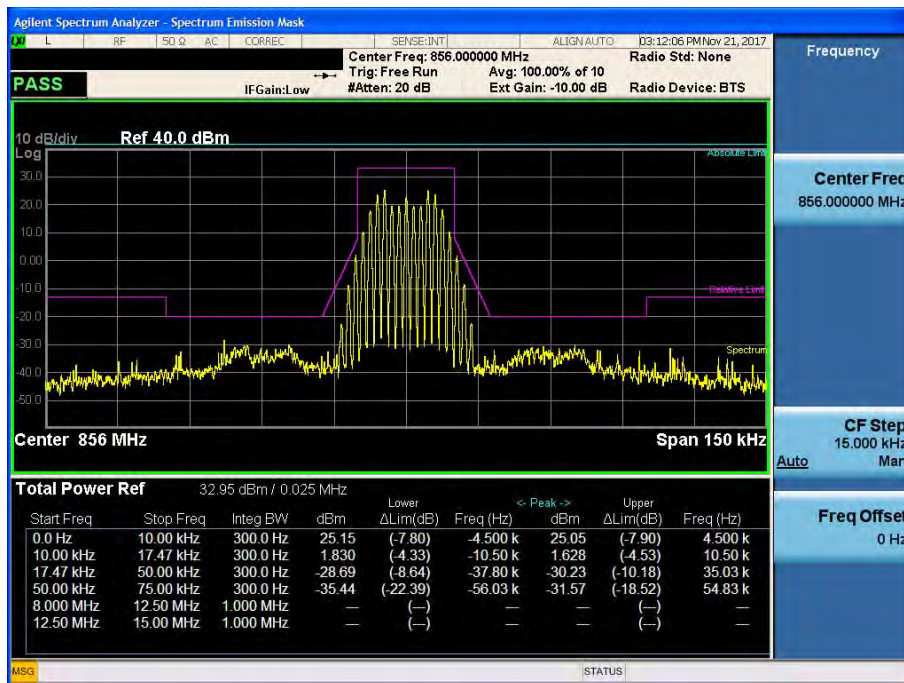 Agilent Spectrum Analyzer - Spectrum Emission Mask
LXI L RF 50 Ω AC CORREC SENSE:INT ALIGN AUTO 03:12:06 PM Nov 21, 2017
Center Freq: 856.000000 MHz Radio Std: None
Trig: Free Run Avg: 100.00% of 10
PASS IFGain:Low #Atten: 20 dB Ext Gain: -10.00 dB Radio Device: BTS
10 dB/div Ref 40.0 dBm
Log
Absolute Limit
30.0
20.0
10.0
0.00
-10.0
Relative Limit
-20.0
-30.0
Spectrum
-40.0
-50.0
Center 856 MHz Span 150 kHz
Total Power Ref 32.95 dBm / 0.025 MHz
Lower <- Peak -> Upper
Start Freq Stop Freq Integ BW dBm ΔLim(dB) Freq (Hz) dBm ΔLim(dB) Freq (Hz)
0.0 Hz 10.00 kHz 300.0 Hz 25.15 (-7.80) -4.500 k 25.05 (-7.90) 4.500 k
10.00 kHz 17.47 kHz 300.0 Hz 1.830 (-4.33) -10.50 k 1.628 (-4.53) 10.50 k
17.47 kHz 50.00 kHz 300.0 Hz -28.69 (-8.64) -37.80 k -30.23 (-10.18) 35.03 k
50.00 kHz 75.00 kHz 300.0 Hz -35.44 (-22.39) -56.03 k -31.57 (-18.52) 54.83 k
8.000 MHz 12.50 MHz 1.000 MHz --- (---) --- --- (---) ---
12.50 MHz 15.00 MHz 1.000 MHz --- (---) --- --- (---) ---
MSG STATUS
Frequency
Center Freq
856.000000 MHz
CF Step
15.000 kHz
Auto Man
Freq Offset
0 Hz